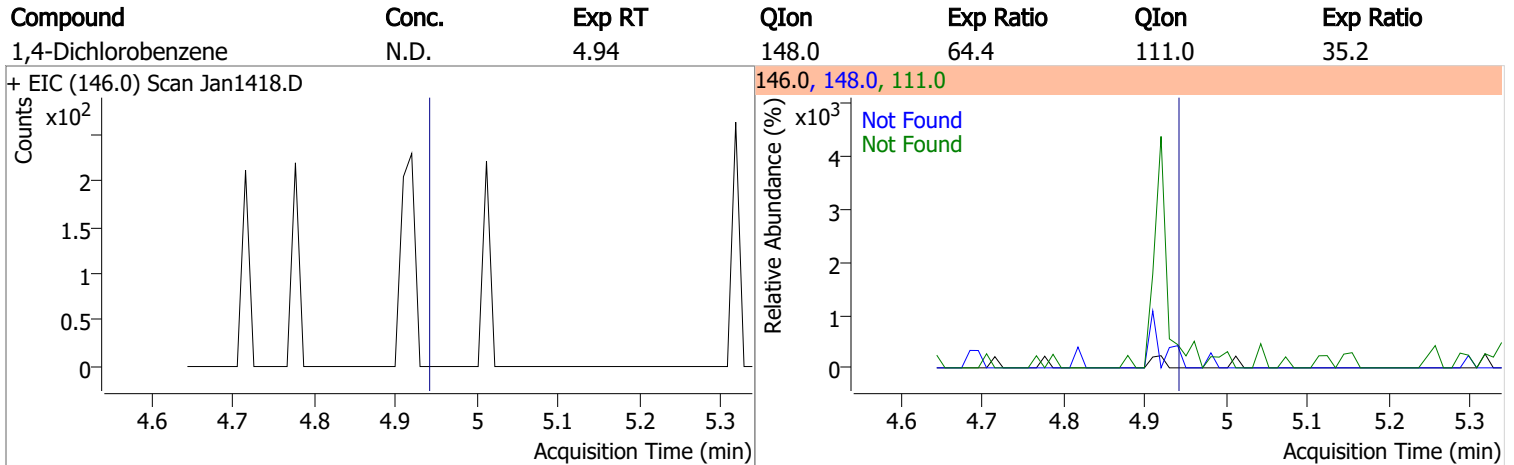 Compound Conc. Exp RT QIon Exp Ratio QIon Exp Ratio
1,4-Dichlorobenzene N.D. 4.94 148.0 64.4 111.0 35.2
+ EIC (146.0) Scan Jan1418.D
Counts
x10²
2
1.5
1
0.5
0
4.6 4.7 4.8 4.9 5 5.1 5.2 5.3
Acquisition Time (min)
146.0, 148.0, 111.0
Relative Abundance (%)
x10³
Not Found
Not Found
4
3
2
1
0
4.6 4.7 4.8 4.9 5 5.1 5.2 5.3
Acquisition Time (min)